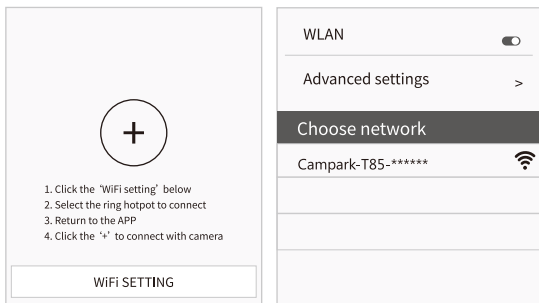 +
1. Click the ‘WiFi setting’ below
2. Select the ring hotpot to connect
3. Return to the APP
4. Click the ‘+’ to connect with camera
WiFi SETTING
WLAN
Advanced settings >
Choose network
Campark-T85-******